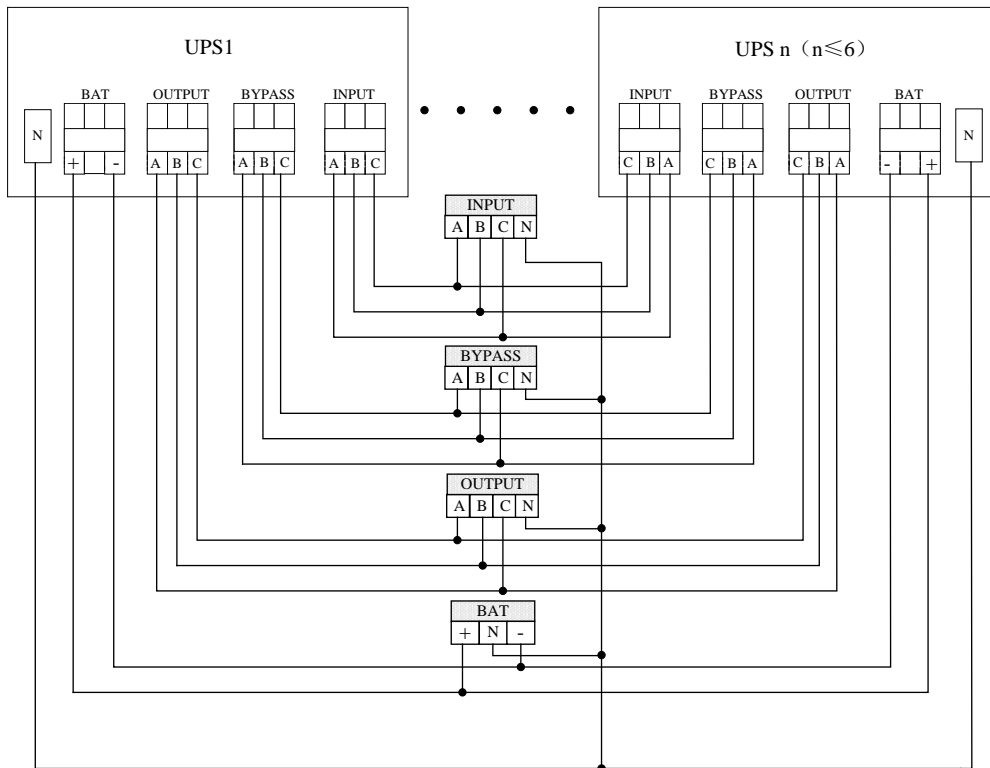 UPS1
UPS n（n≤6）
BAT OUTPUT BYPASS INPUT
INPUT BYPASS OUTPUT BAT
N
+ - A B C A B C A B C
C B A C B A C B A - +
N
INPUT
A B C N
BYPASS
A B C N
OUTPUT
A B C N
BAT
+ N -